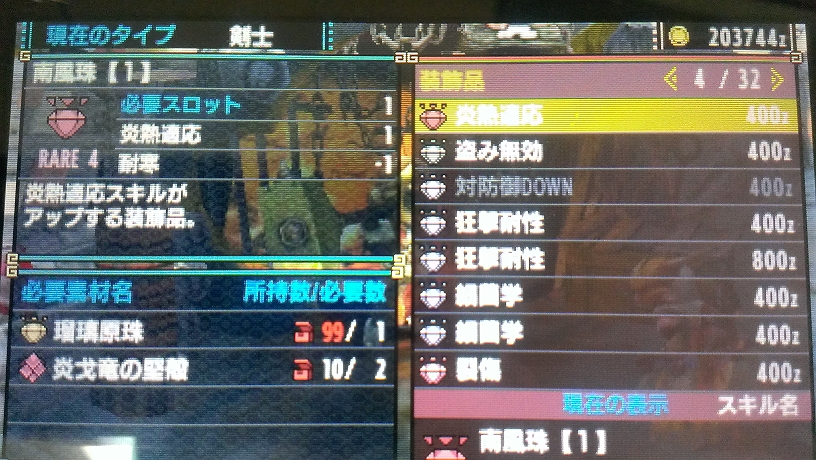 現在のタイプ 剣士
203744z
南風珠【1】
必要スロット 1
炎熱適応 1
RARE 4 耐寒 -1
炎熱適応スキルが
アップする装飾品。
必要素材名 所持数/必要数
瑠璃原珠 99/ 1
炎戈竜の堅殻 10/ 2
装飾品 4 / 32
炎熱適応 400z
盗み無効 400z
対防御DOWN 400z
狂撃耐性 400z
狂撃耐性 800z
細菌学 400z
細菌学 400z
裂傷 400z
現在の表示 スキル名
南風珠【1】